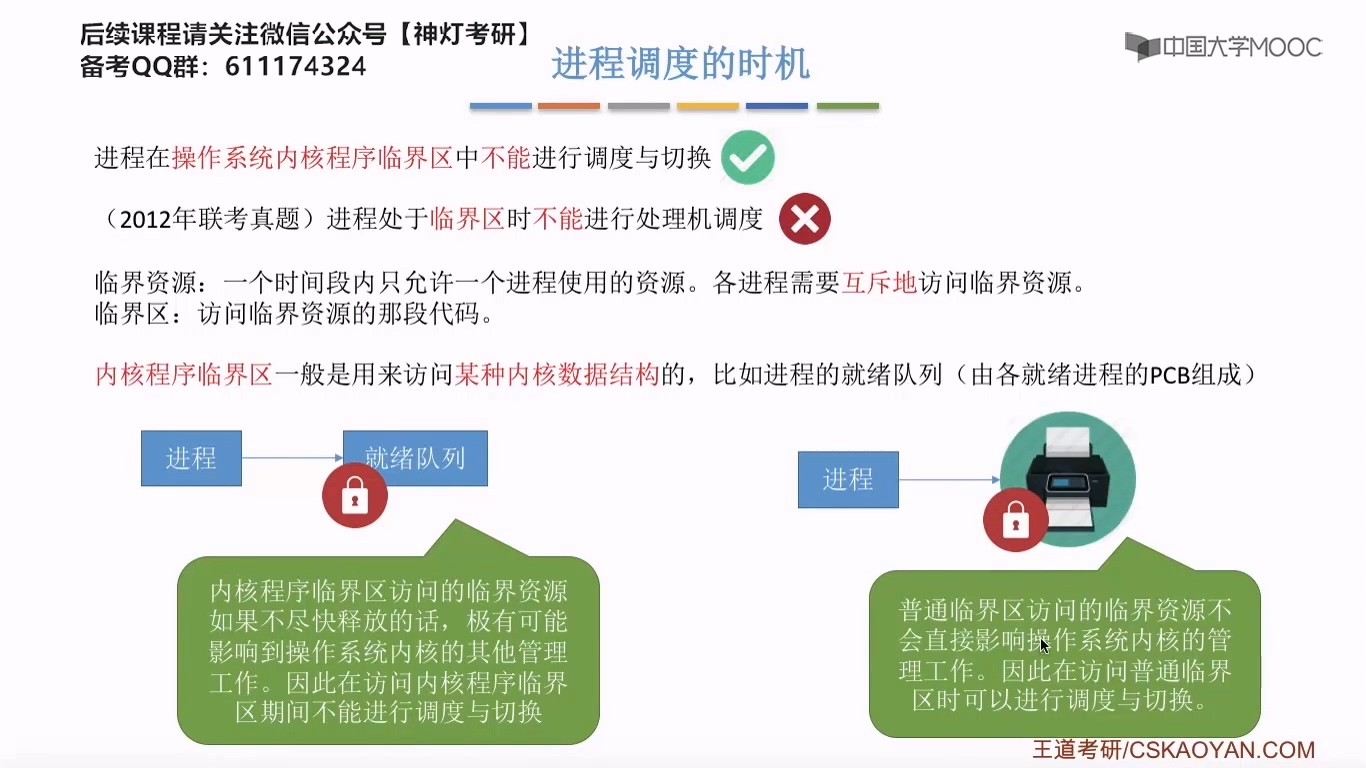 后续课程请关注微信公众号【神灯考研】
备考QQ群：611174324
进程调度的时机
中国大学MOOC
进程在操作系统内核程序临界区中不能进行调度与切换
（2012年联考真题）进程处于临界区时不能进行处理机调度
临界资源：一个时间段内只允许一个进程使用的资源。各进程需要互斥地访问临界资源。
临界区：访问临界资源的那段代码。
内核程序临界区一般是用来访问某种内核数据结构的，比如进程的就绪队列（由各就绪进程的PCB组成）
进程
就绪队列
进程
内核程序临界区访问的临界资源
如果不尽快释放的话，极有可能
影响到操作系统内核的其他管理
工作。因此在访问内核程序临界
区期间不能进行调度与切换
普通临界区访问的临界资源不
会直接影响操作系统内核的管
理工作。因此在访问普通临界
区时可以进行调度与切换。
王道考研/CSKAOYAN.COM